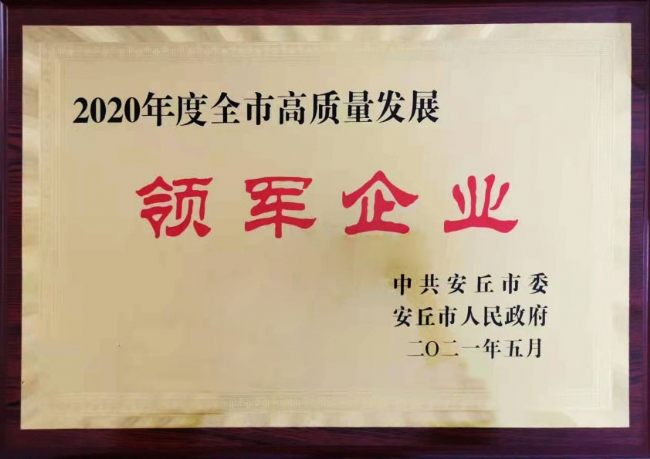 2020年度全市高质量发展
领军企业
中共安丘市委
安丘市人民政府
二〇二一年五月